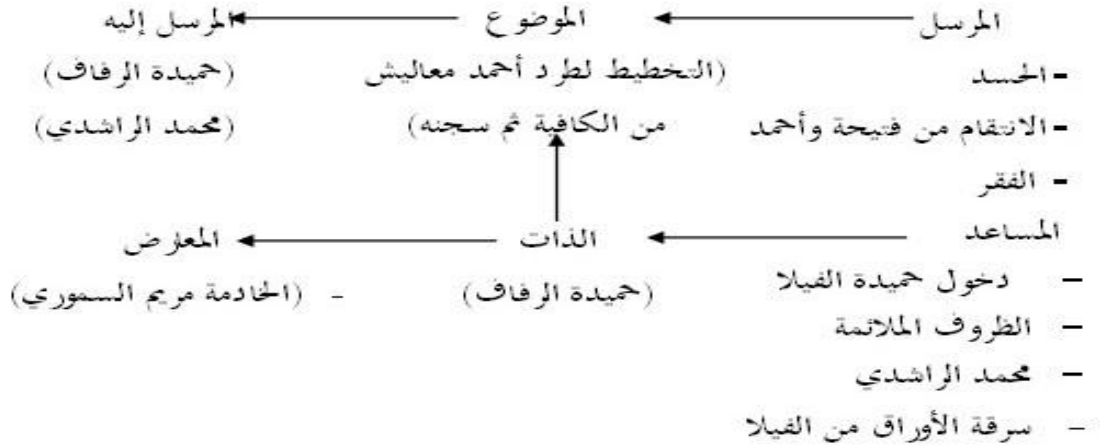 المرسل الموضوع المرسل إليه
- الحسد (التخطيط لطرد أحمد معاليش (حميدة الرفاف)
- الانتقام من فتيحة وأحمد من الكافية ثم سجنه) (محمد الراشدي)
- الفقر
المساعد الذات المعارض
– دخول حميدة الفيلا (حميدة الرفاف) - (الخادمة مريم السموري)
– الظروف الملائمة
– محمد الراشدي
– سرقة الأوراق من الفيلا